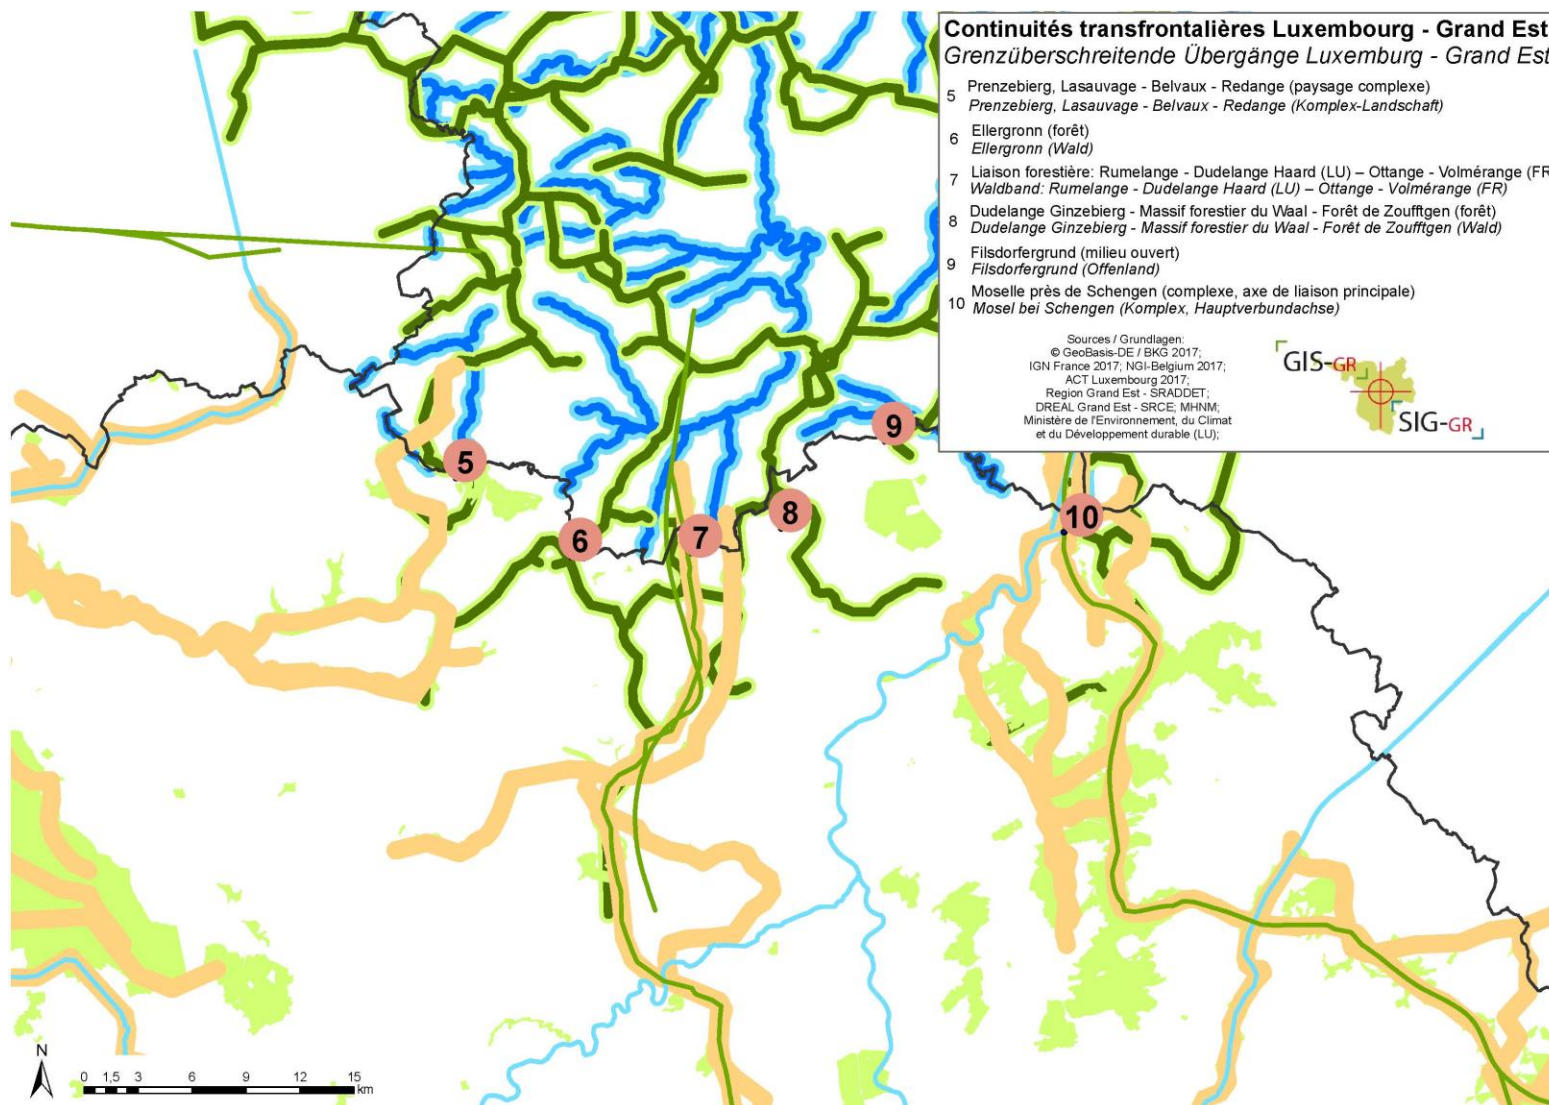 Continuités transfrontalières Luxembourg - Grand Est
Grenzüberschreitende Übergänge Luxemburg - Grand Est
5 Prenzebierg, Lasauvage - Belvaux - Redange (paysage complexe)
Prenzebierg, Lasauvage - Belvaux - Redange (Komplex-Landschaft)
6 Ellergronn (forêt)
Ellergronn (Wald)
7 Liaison forestière: Rumelange - Dudelange Haard (LU) – Ottange - Volmérange (FR
Waldband: Rumelange - Dudelange Haard (LU) – Ottange - Volmérange (FR)
8 Dudelange Ginzebierg - Massif forestier du Waal - Forêt de Zoufftgen (forêt)
Dudelange Ginzebierg - Massif forestier du Waal - Forêt de Zoufftgen (Wald)
9 Filsdorfergrund (milieu ouvert)
Filsdorfergrund (Offenland)
10 Moselle près de Schengen (complexe, axe de liaison principale)
Mosel bei Schengen (Komplex, Hauptverbundachse)
Sources / Grundlagen:
© GeoBasis-DE / BKG 2017;
IGN France 2017; NGI-Belgium 2017;
ACT Luxembourg 2017;
Region Grand Est - SRADDET;
DREAL Grand Est - SRCE; MHNM;
Ministère de l'Environnement, du Climat
et du Développement durable (LU);
GIS-GR
SIG-GR
9
5
8
10
6
7
N
0 1,5 3 6 9 12 15
km